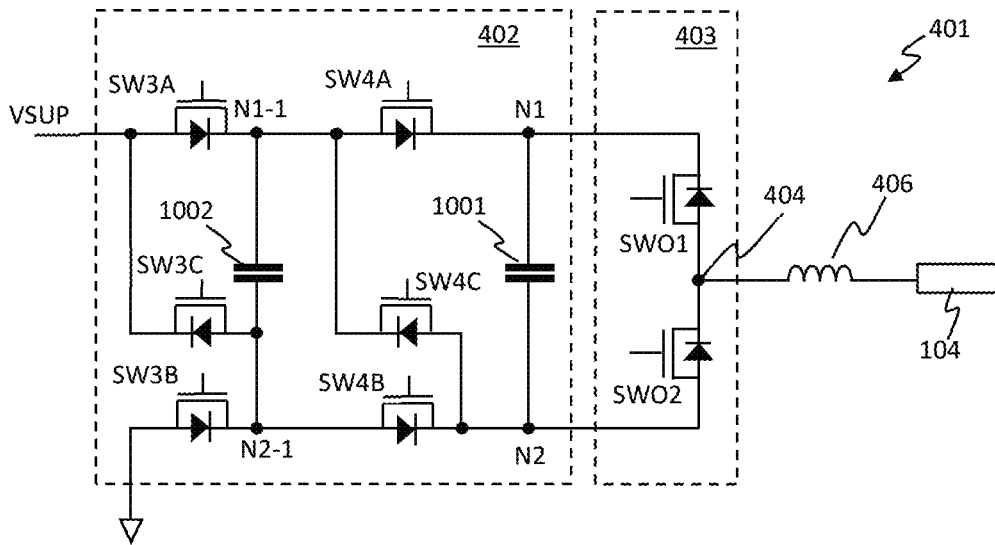 402
403
401
SW3A
SW4A
VSUP
N1-1
N1
1002
1001
404
406
SWO1
SW3C
SW4C
104
SW3B
SW4B
SWO2
N2-1
N2